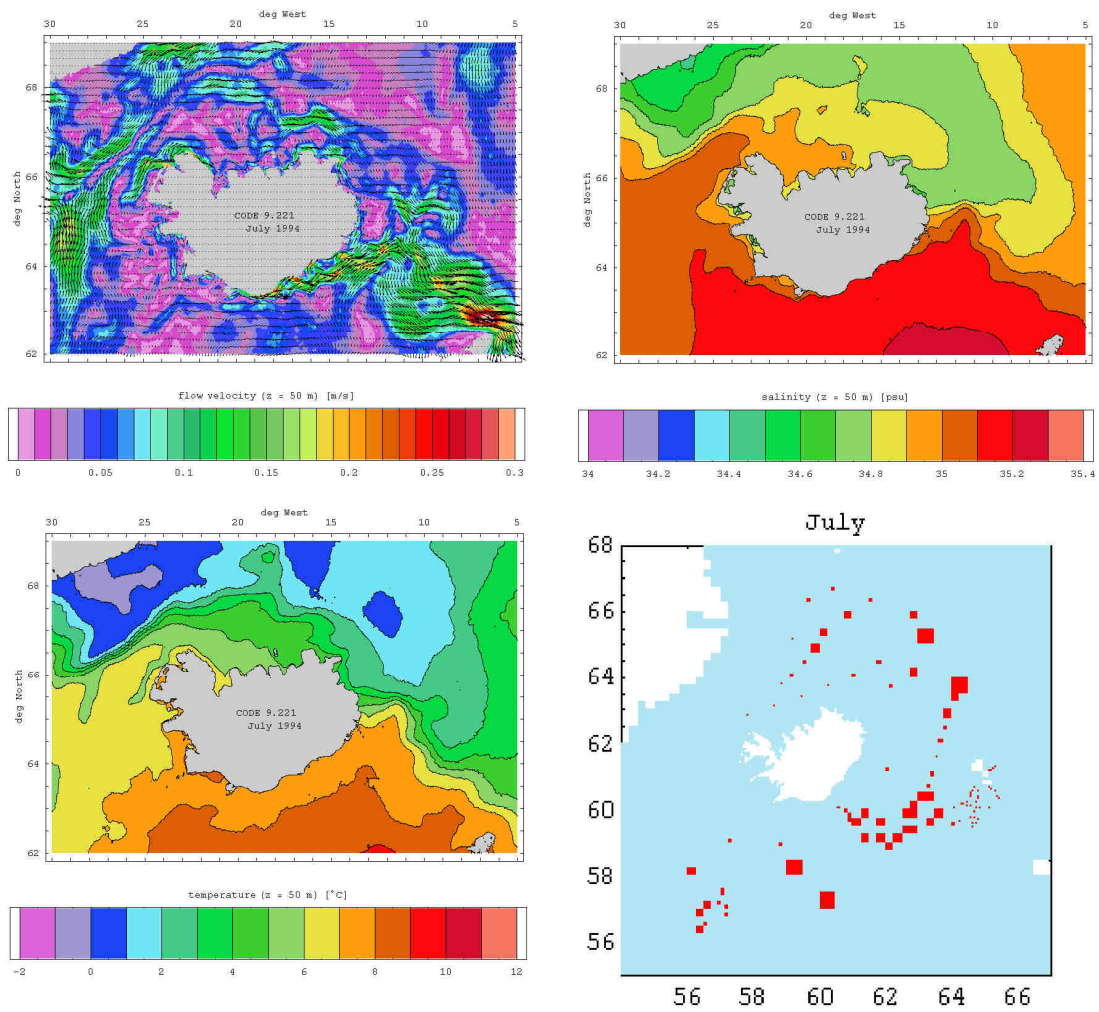 deg West
30 25 20 15 10 5
68
66
64
62
deg North
CODE 9.221
July 1994
flow velocity (z = 50 m) [m/s]
0 0.05 0.1 0.15 0.2 0.25 0.3
deg West
30 25 20 15 10 5
68
66
64
62
deg North
CODE 9.221
July 1994
salinity (z = 50 m) [psu]
34 34.2 34.4 34.6 34.8 35 35.2 35.4
deg West
30 25 20 15 10 5
68
66
64
62
deg North
CODE 9.221
July 1994
temperature (z = 50 m) [°C]
-2 0 2 4 6 8 10 12
July
68
66
64
62
60
58
56
56 58 60 62 64 66